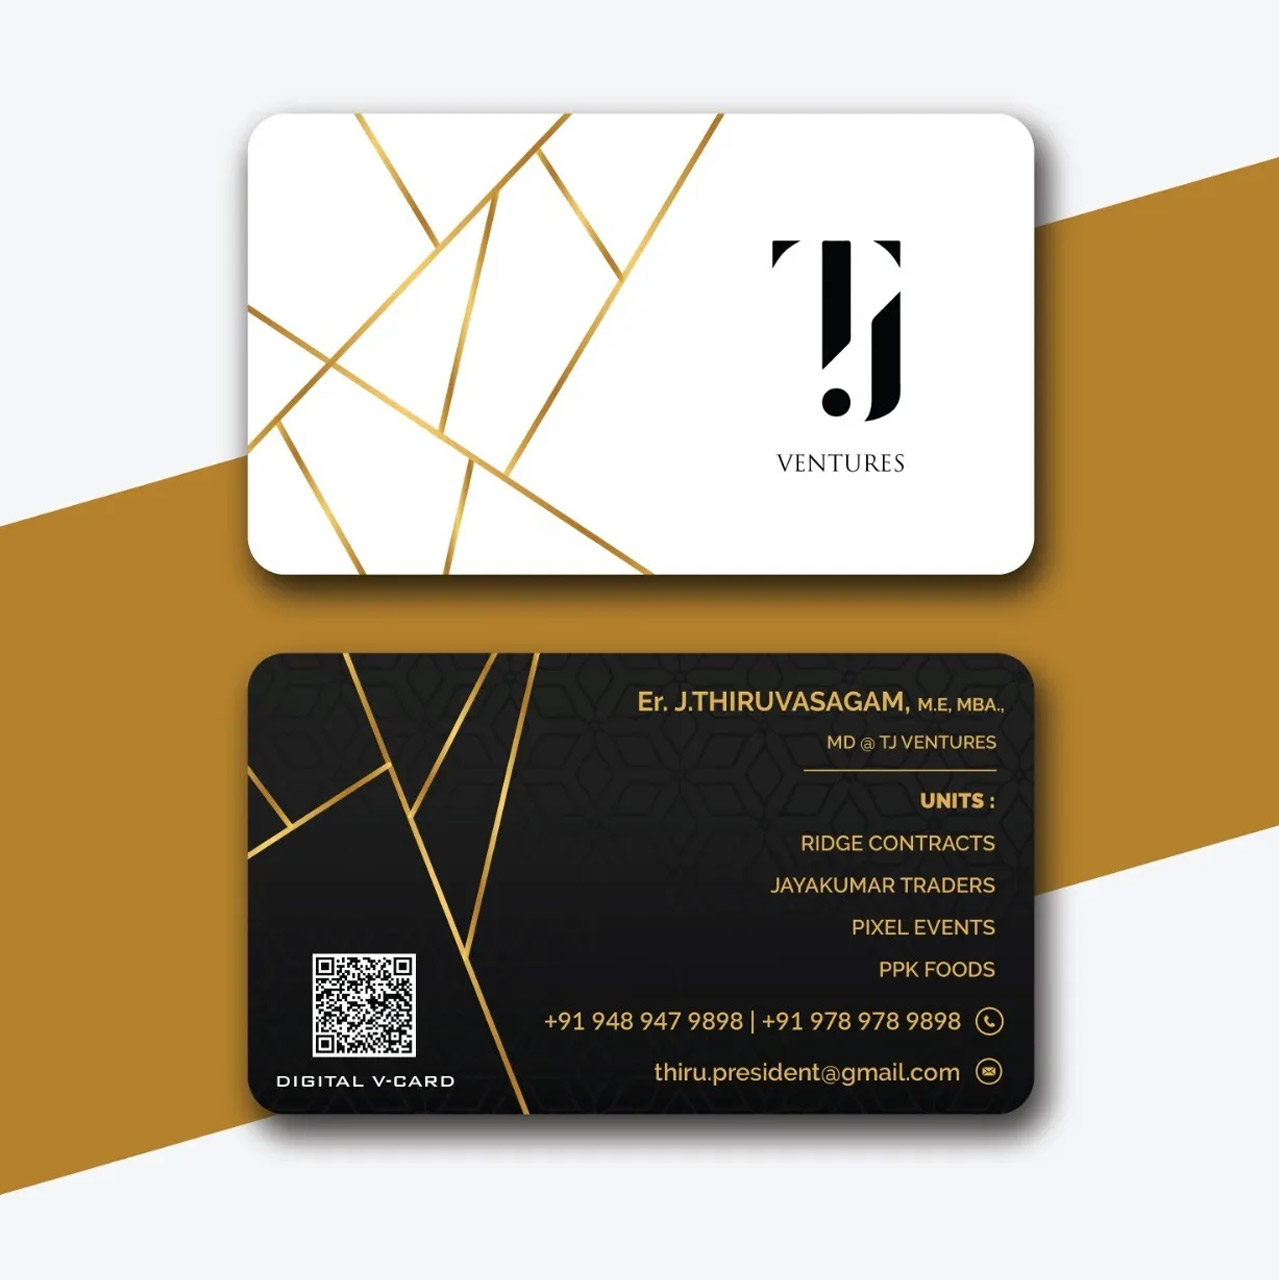 TJ
VENTURES
Er. J.THIRUVASAGAM, M.E, MBA.,
MD @ TJ VENTURES
UNITS :
RIDGE CONTRACTS
JAYAKUMAR TRADERS
PIXEL EVENTS
PPK FOODS
+91 948 947 9898 | +91 978 978 9898
thiru.president@gmail.com
DIGITAL V-CARD